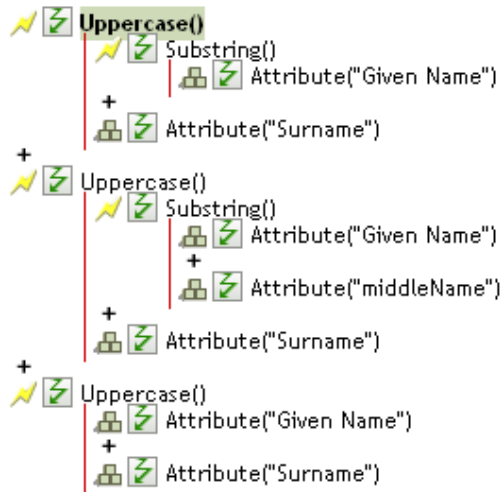 Uppercase()
Substring()
Attribute("Given Name")
+
Attribute("Surname")
+
Uppercase()
Substring()
Attribute("Given Name")
+
Attribute("middleName")
+
Attribute("Surname")
+
Uppercase()
Attribute("Given Name")
+
Attribute("Surname")